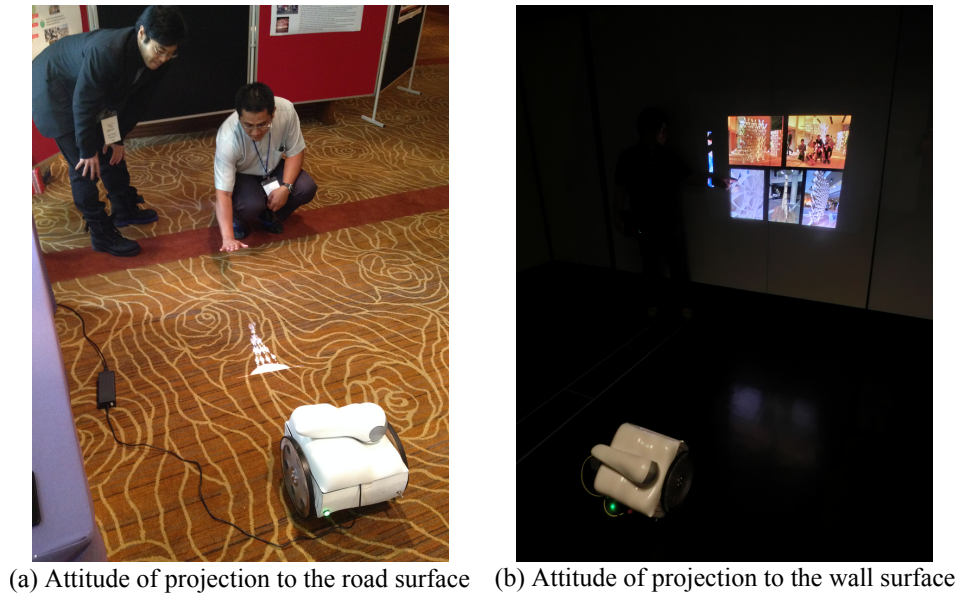 (a) Attitude of projection to the road surface
(b) Attitude of projection to the wall surface